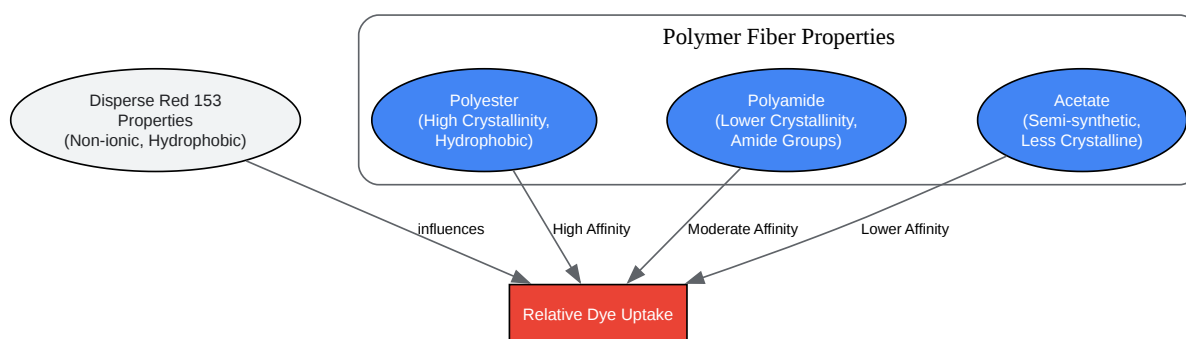 Polymer Fiber Properties
Disperse Red 153
Properties
(Non-ionic, Hydrophobic)
Polyester
(High Crystallinity,
Hydrophobic)
Polyamide
(Lower Crystallinity,
Amide Groups)
Acetate
(Semi-synthetic,
Less Crystalline)
influences
High Affinity
Moderate Affinity
Lower Affinity
Relative Dye Uptake